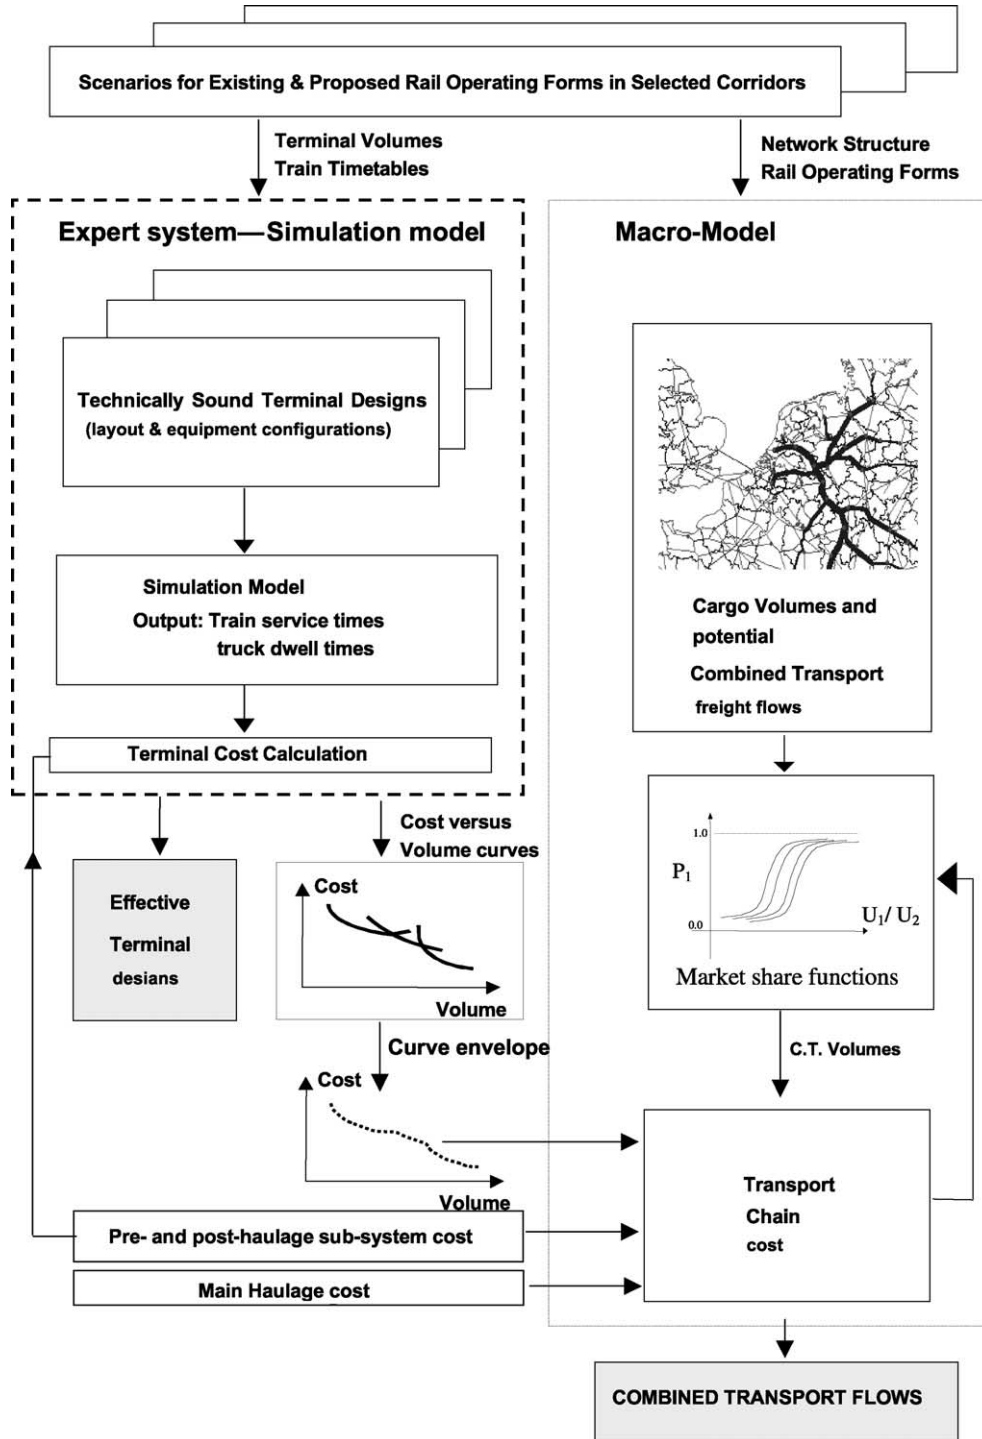 Scenarios for Existing & Proposed Rail Operating Forms in Selected Corridors
Terminal Volumes
Train Timetables
Network Structure
Rail Operating Forms
Expert system—Simulation model
Technically Sound Terminal Designs
(layout & equipment configurations)
Simulation Model
Output: Train service times
truck dwell times
Terminal Cost Calculation
Effective
Terminal
desians
Cost versus
Volume curves
Cost
Volume
Curve envelope
Cost
Volume
Pre- and post-haulage sub-system cost
Main Haulage cost
Macro-Model
Cargo Volumes and
potential
Combined Transport
freight flows
1.0
P₁
0.0
U₁/ U₂
Market share functions
C.T. Volumes
Transport
Chain
cost
COMBINED TRANSPORT FLOWS